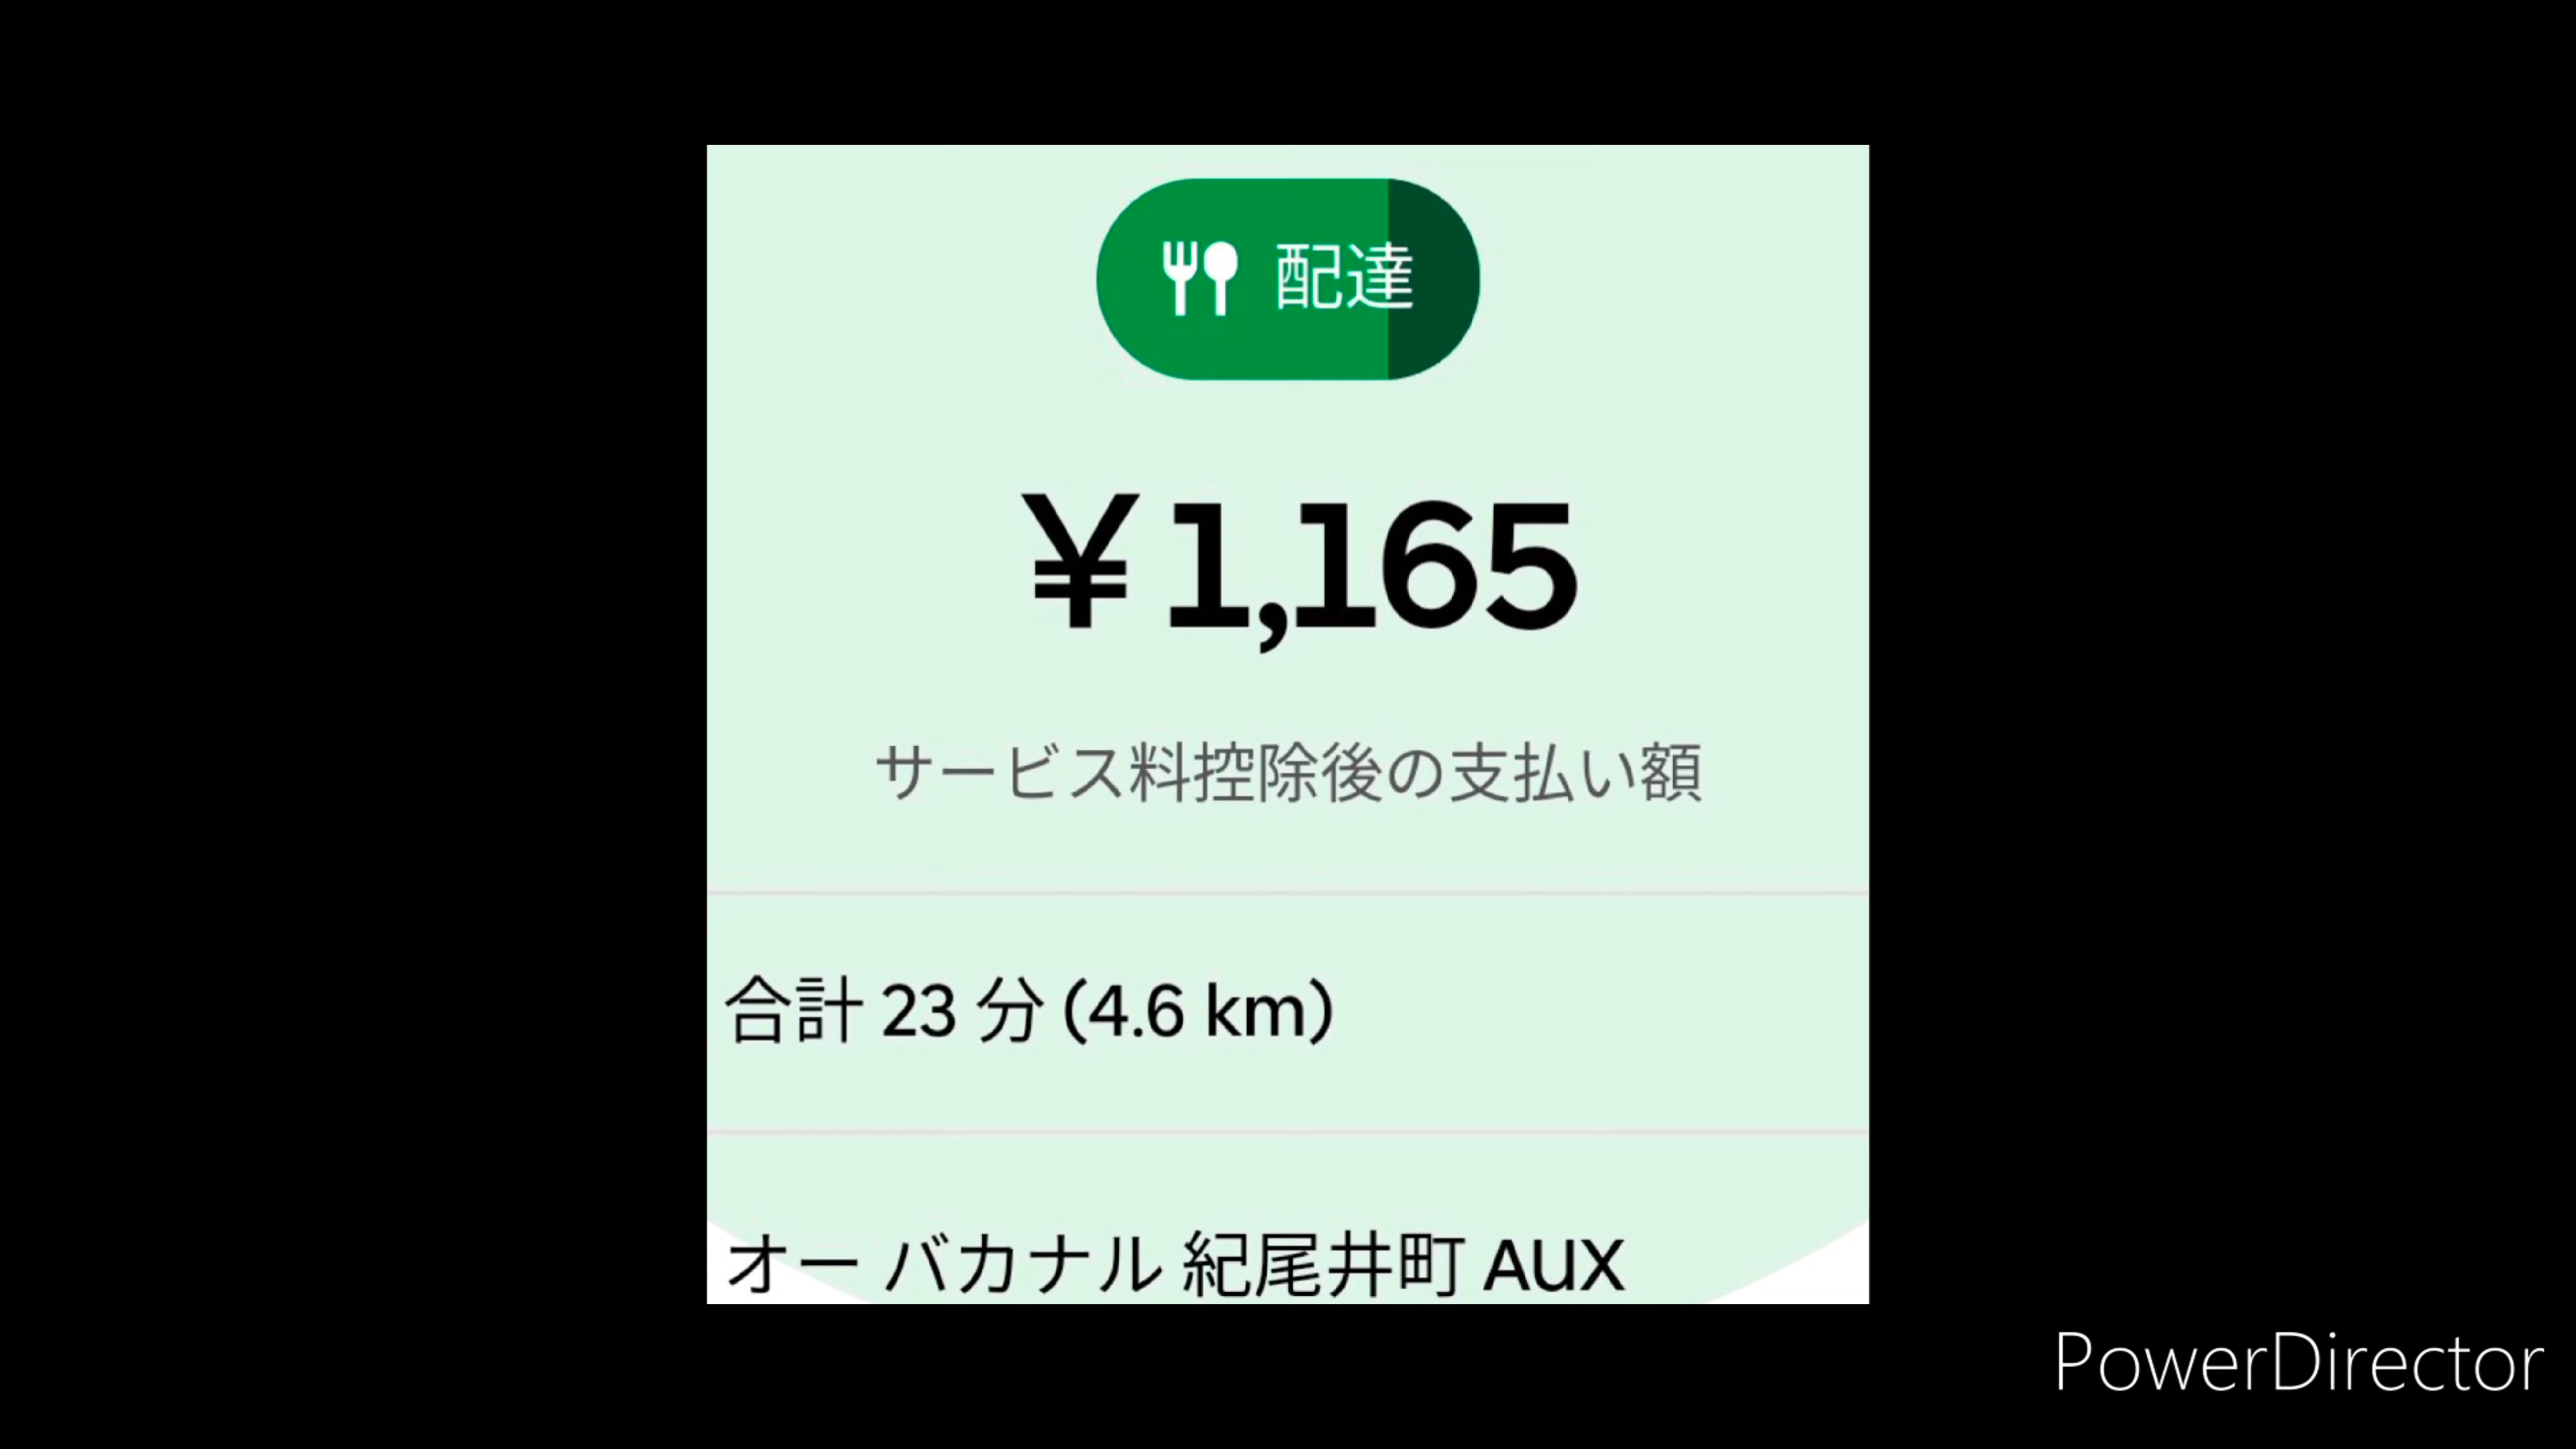 配達
￥1,165
サービス料控除後の支払い額
合計 23 分 (4.6 km)
オー バカナル 紀尾井町 AUX
PowerDirector